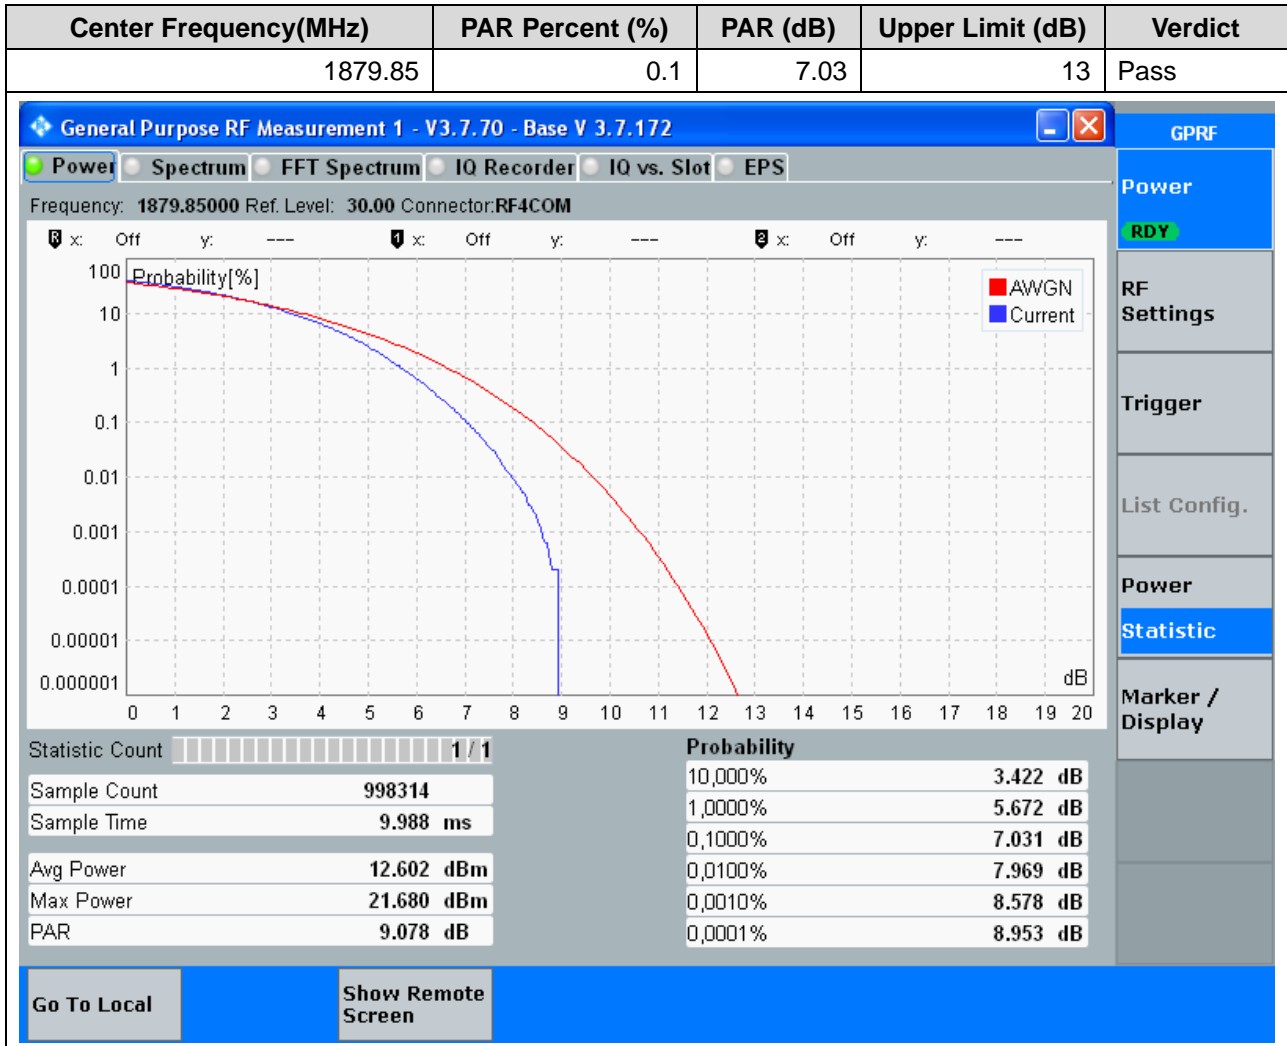 Center Frequency(MHz) PAR Percent (%) PAR (dB) Upper Limit (dB) Verdict
1879.85 0.1 7.03 13 Pass
General Purpose RF Measurement 1 - V3.7.70 - Base V 3.7.172
GPRF
Power Spectrum FFT Spectrum IQ Recorder IQ vs. Slot EPS
Frequency: 1879.85000 Ref. Level: 30.00 Connector:RF4COM
R x: Off y: --- 1 x: Off y: --- 2 x: Off y: ---
Probability[%]
AWGN
Current
100
10
1
0.1
0.01
0.001
0.0001
0.00001
0.000001
dB
0 1 2 3 4 5 6 7 8 9 10 11 12 13 14 15 16 17 18 19 20
Statistic Count 1 / 1
Sample Count 998314
Sample Time 9.988 ms
Avg Power 12.602 dBm
Max Power 21.680 dBm
PAR 9.078 dB
Probability
10,000% 3.422 dB
1,0000% 5.672 dB
0,1000% 7.031 dB
0,0100% 7.969 dB
0,0010% 8.578 dB
0,0001% 8.953 dB
Power
RDY
RF
Settings
Trigger
List Config.
Power
Statistic
Marker /
Display
Go To Local
Show Remote
Screen